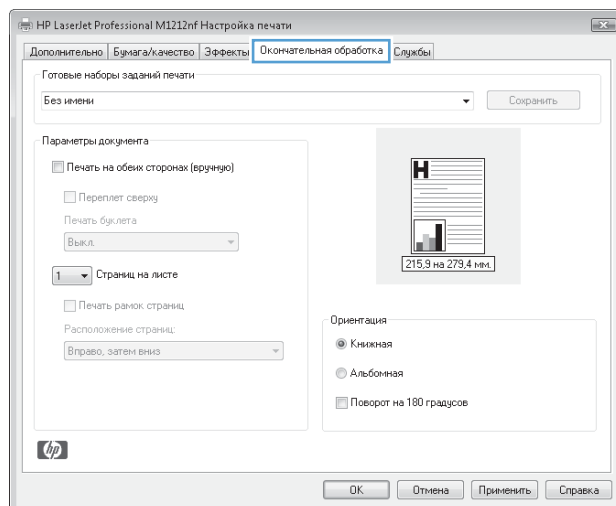 HP LaserJet Professional M1212nf Настройка печати
Дополнительно Бумага/качество Эффекты Окончательная обработка Службы
Готовые наборы заданий печати
Без имени Сохранить
Параметры документа
Печать на обеих сторонах (вручную)
Переплет сверху
Печать буклета
Выкл.
1 Страниц на листе
Печать рамок страниц
Расположение страниц:
Вправо, затем вниз
H
215,9 на 279,4 мм.
Ориентация
Книжная
Альбомная
Поворот на 180 градусов
hp
OK Отмена Применить Справка